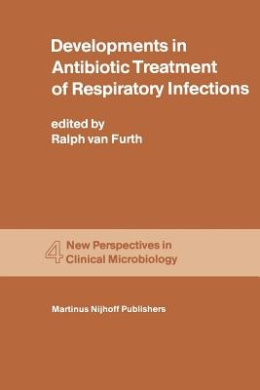 Developments in
Antibiotic Treatment
of Respiratory Infections
edited by
Ralph van Furth
4 New Perspectives in
Clinical Microbiology
Martinus Nijhoff Publishers